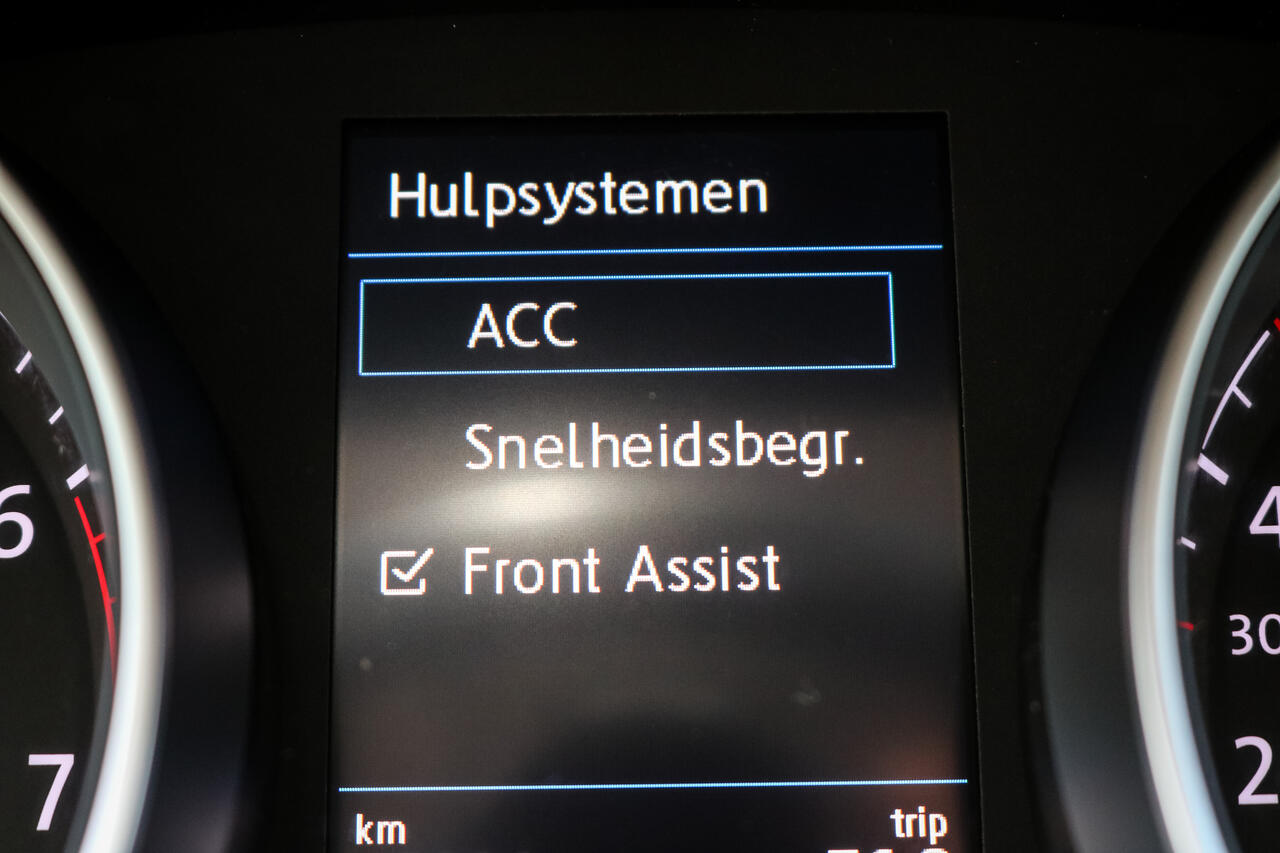 Hulpsystemen
ACC
Snelheidsbegr.
Front Assist
km
trip
6
7
4
30
2